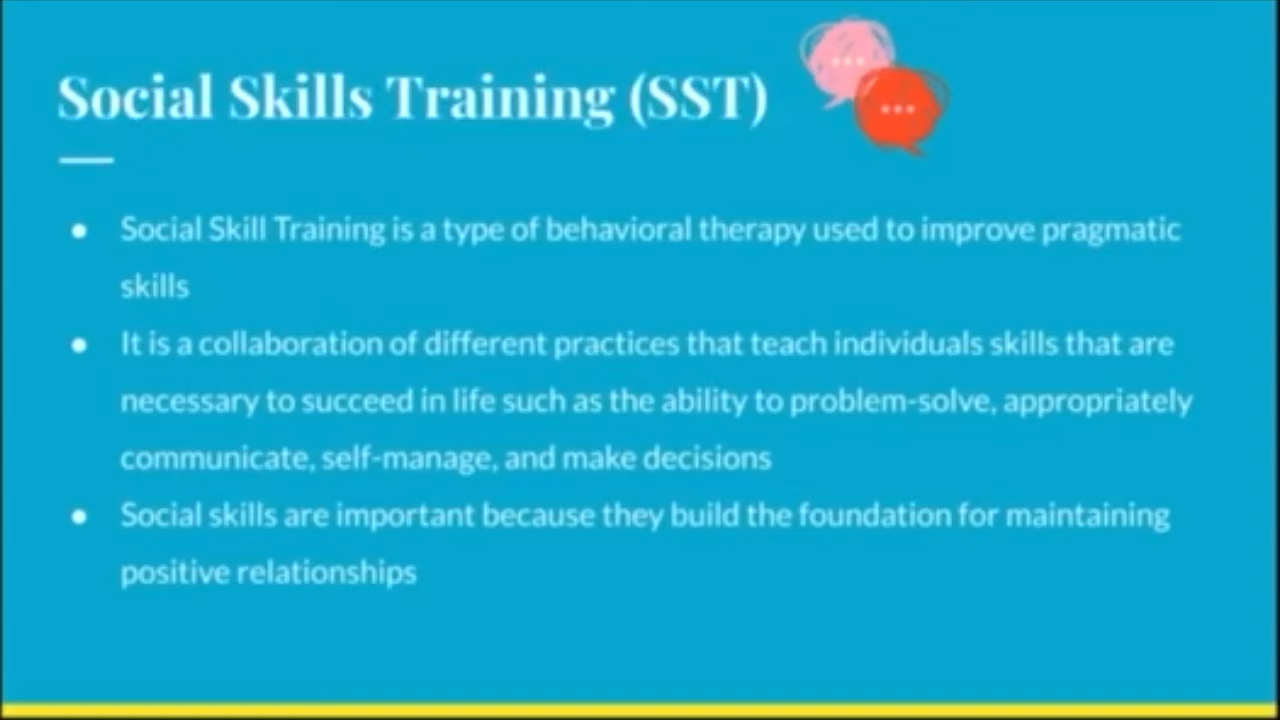 Social Skills Training (SST)
● Social Skill Training is a type of behavioral therapy used to improve pragmatic
skills
● It is a collaboration of different practices that teach individuals skills that are
necessary to succeed in life such as the ability to problem-solve, appropriately
communicate, self-manage, and make decisions
● Social skills are important because they build the foundation for maintaining
positive relationships